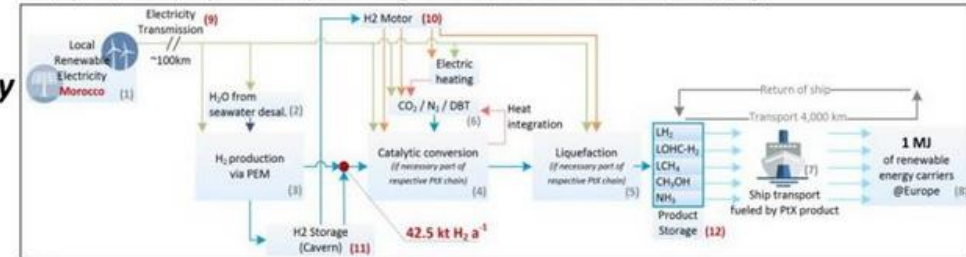 y
Electricity (9)
Transmission
~100km
Local
Renewable
Electricity
Morocco
(1)
H2 Motor (10)
Electric
heating
H₂O from
seawater desal. (2)
CO₂ / N₂ / DBT
(6)
Heat
integration
H₂ production
via PEM
(3)
Catalytic conversion
(if necessary part of
respective PtX chain)
(4)
Liquefaction
(if necessary part of
respective PtX chain)
(5)
H2 Storage
(Cavern) (11)
42.5 kt H₂ a⁻¹
Return of ship
Transport 4,000 km
LH₂
LOHC-H₂
LCH₄
CH₃OH
NH₃
Product
Storage (12)
(7)
Ship transport
fueled by PtX product
1 MJ
of renewable
energy carriers
@Europe (8)